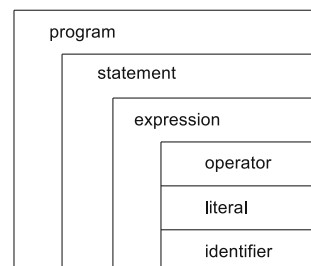 program
statement
expression
operator
literal
identifier